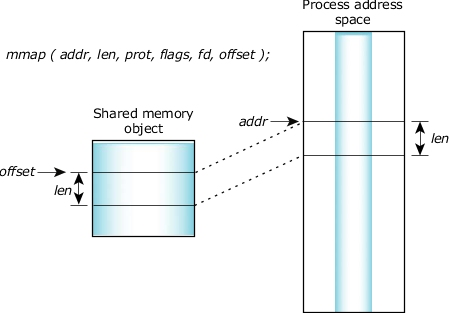 Process address
space
mmap ( addr, len, prot, flags, fd, offset );
Shared memory
object
addr
len
offset
len